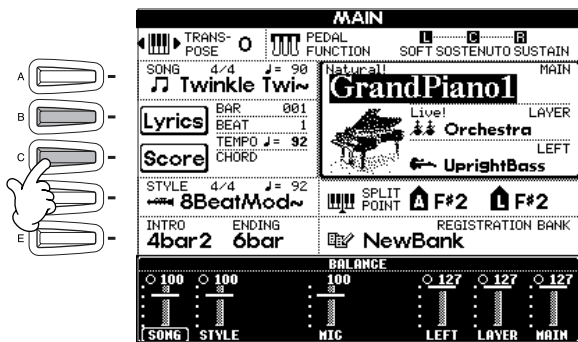 MAIN
TRANS-
POSE 0
PEDAL
FUNCTION
L C R
SOFT SOSTENUTO SUSTAIN
A
B
C
E
SONG 4/4 ♩= 90
Twinkle Twi~
Lyrics
Score
BAR 001
BEAT 1
TEMPO ♩= 92
CHORD
Natural! MAIN
GrandPiano1
Live! LAYER
Orchestra
LEFT
UprightBass
STYLE 4/4 ♩= 92
8BeatMod~
SPLIT
POINT A F#2 L F#2
INTRO ENDING
4bar2 6bar
REGISTRATION BANK
NewBank
BALANCE
100 100 100 127 127 127
SONG STYLE MIC LEFT LAYER MAIN